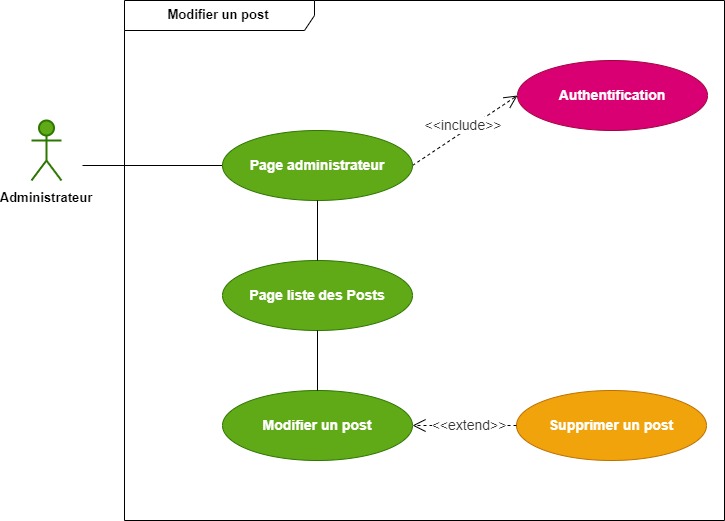 Modifier un post
Authentification
<<include>>
Page administrateur
Administrateur
Page liste des Posts
Modifier un post
<<extend>>
Supprimer un post